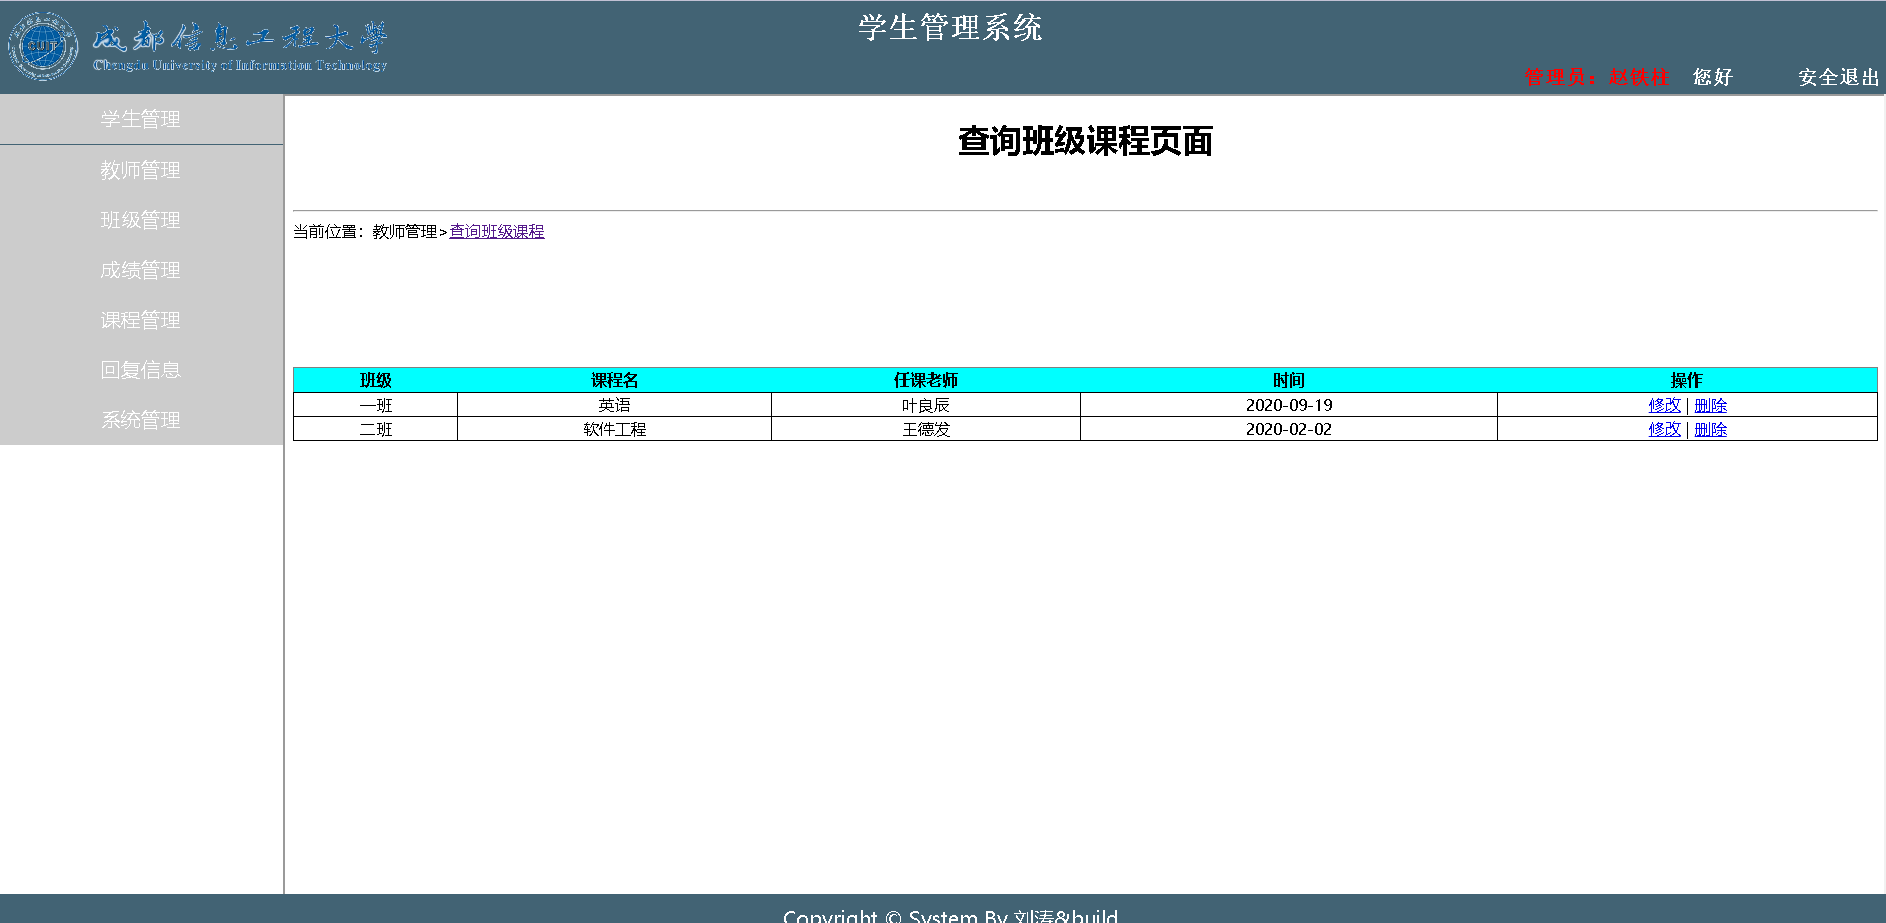 CUIT
成都信息工程大學
Chengdu University of Information Technology
学生管理系统
管理员：赵铁柱 您好 安全退出
学生管理
教师管理
班级管理
成绩管理
课程管理
回复信息
系统管理
查询班级课程页面
当前位置：教师管理>查询班级课程
班级 课程名 任课老师 时间 操作
一班 英语 叶良辰 2020-09-19 修改 | 删除
二班 软件工程 王德发 2020-02-02 修改 | 删除
Copyright © System By 刘涛&build